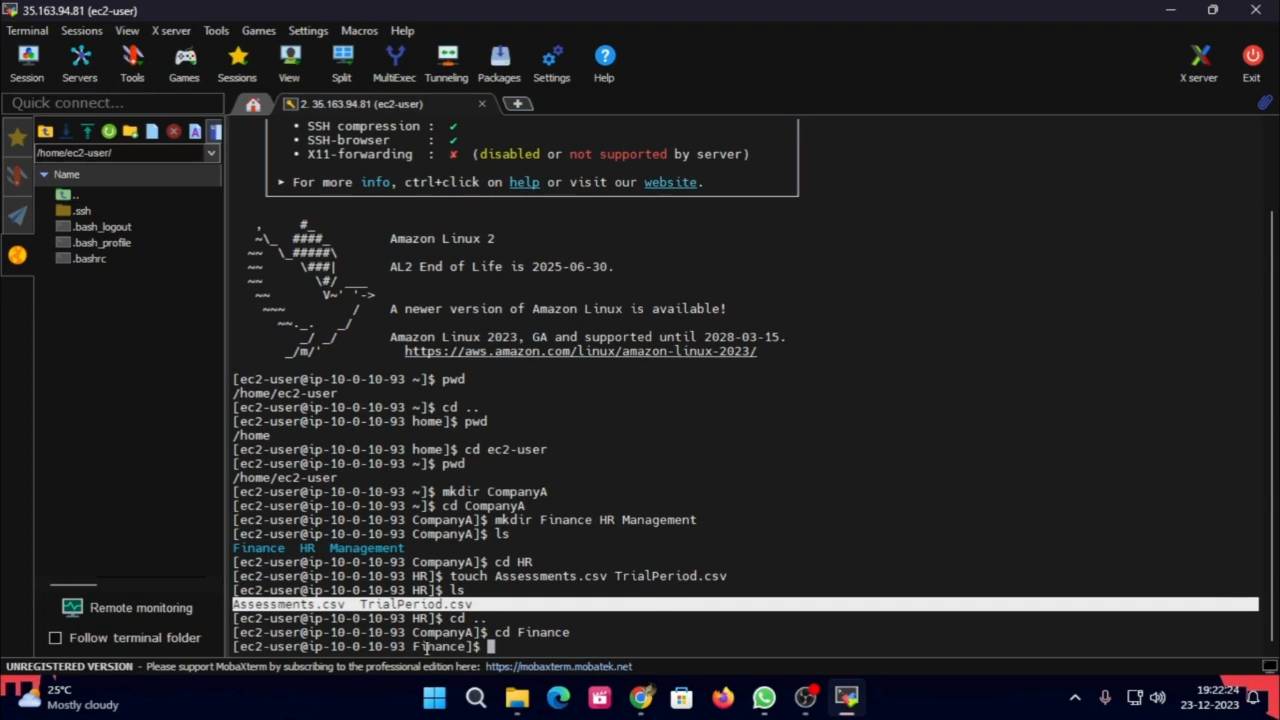 35.163.94.81 (ec2-user)
Terminal Sessions View X server Tools Games Settings Macros Help
Session Servers Tools Games Sessions View Split MultiExec Tunneling Packages Settings Help X server Exit
Quick connect...
2. 35.163.94.81 (ec2-user)
/home/ec2-user/
Name
..
.ssh
.bash_logout
.bash_profile
.bashrc
Remote monitoring
Follow terminal folder
• SSH compression : ✔
• SSH-browser : ✔
• X11-forwarding : ✘ (disabled or not supported by server)
► For more info, ctrl+click on help or visit our website.
, #_
~\_ ####_ Amazon Linux 2
~~ \_#####\
~~ \###| AL2 End of Life is 2025-06-30.
~~ \#/ ___
~~ V~' '->
~~~ / A newer version of Amazon Linux is available!
~~._. _/
_/ _/ Amazon Linux 2023, GA and supported until 2028-03-15.
_/m/' https://aws.amazon.com/linux/amazon-linux-2023/
[ec2-user@ip-10-0-10-93 ~]$ pwd
/home/ec2-user
[ec2-user@ip-10-0-10-93 ~]$ cd ..
[ec2-user@ip-10-0-10-93 home]$ pwd
/home
[ec2-user@ip-10-0-10-93 home]$ cd ec2-user
[ec2-user@ip-10-0-10-93 ~]$ pwd
/home/ec2-user
[ec2-user@ip-10-0-10-93 ~]$ mkdir CompanyA
[ec2-user@ip-10-0-10-93 ~]$ cd CompanyA
[ec2-user@ip-10-0-10-93 CompanyA]$ mkdir Finance HR Management
[ec2-user@ip-10-0-10-93 CompanyA]$ ls
Finance HR Management
[ec2-user@ip-10-0-10-93 CompanyA]$ cd HR
[ec2-user@ip-10-0-10-93 HR]$ touch Assessments.csv TrialPeriod.csv
[ec2-user@ip-10-0-10-93 HR]$ ls
Assessments.csv TrialPeriod.csv
[ec2-user@ip-10-0-10-93 HR]$ cd ..
[ec2-user@ip-10-0-10-93 CompanyA]$ cd Finance
[ec2-user@ip-10-0-10-93 Finance]$
UNREGISTERED VERSION - Please support MobaXterm by subscribing to the professional edition here: https://mobaxterm.mobatek.net
25°C
Mostly cloudy
19:22:24
23-12-2023